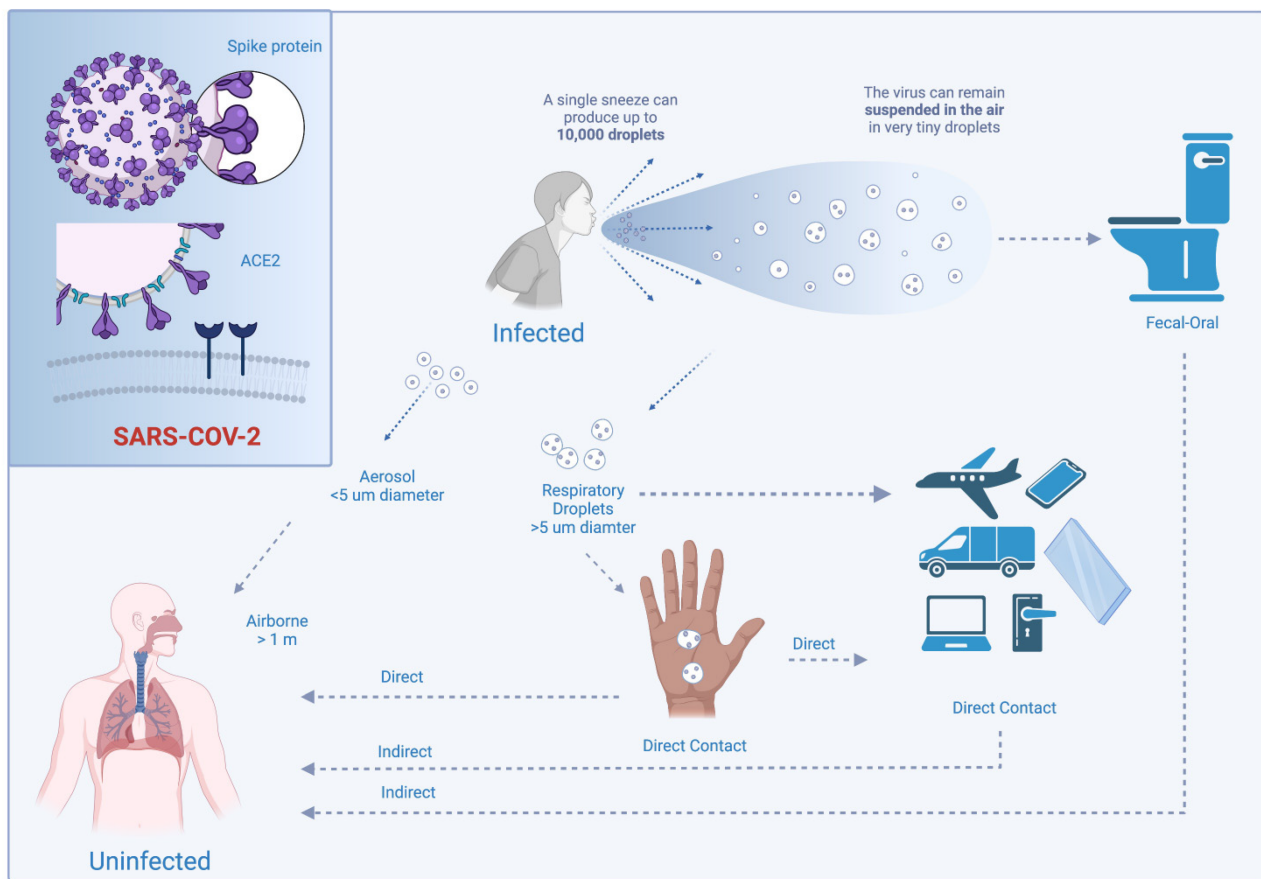 Spike protein
ACE2
SARS-COV-2
A single sneeze can
produce up to
10,000 droplets
The virus can remain
suspended in the air
in very tiny droplets
Infected
Fecal-Oral
Aerosol
<5 um diameter
Respiratory
Droplets
>5 um diamter
Airborne
> 1 m
Direct
Direct
Direct Contact
Direct Contact
Indirect
Indirect
Uninfected